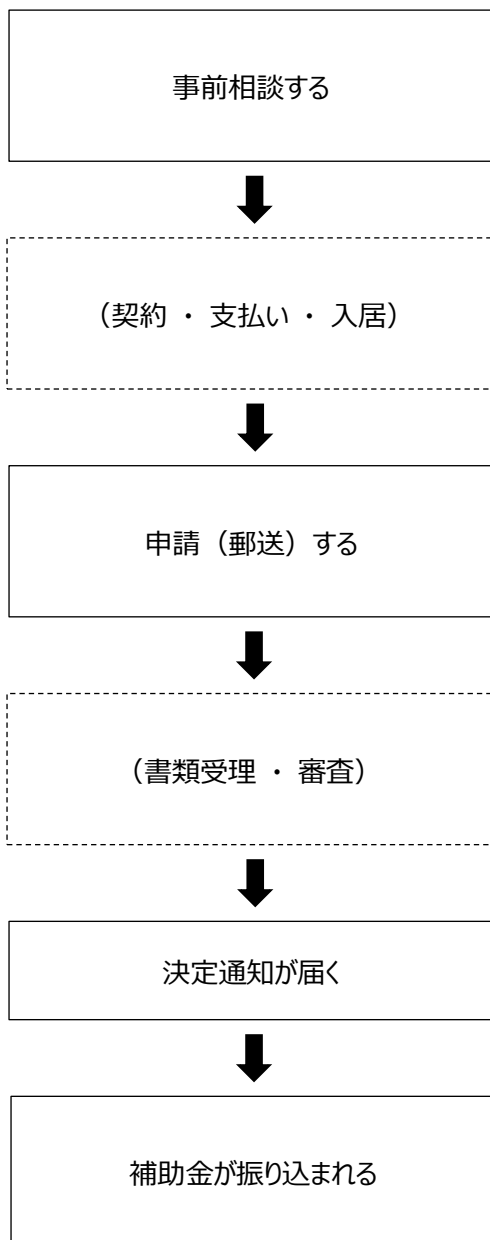 事前相談する
（契約 ・ 支払い ・ 入居）
申請（郵送）する
（書類受理 ・ 審査）
決定通知が届く
補助金が振り込まれる